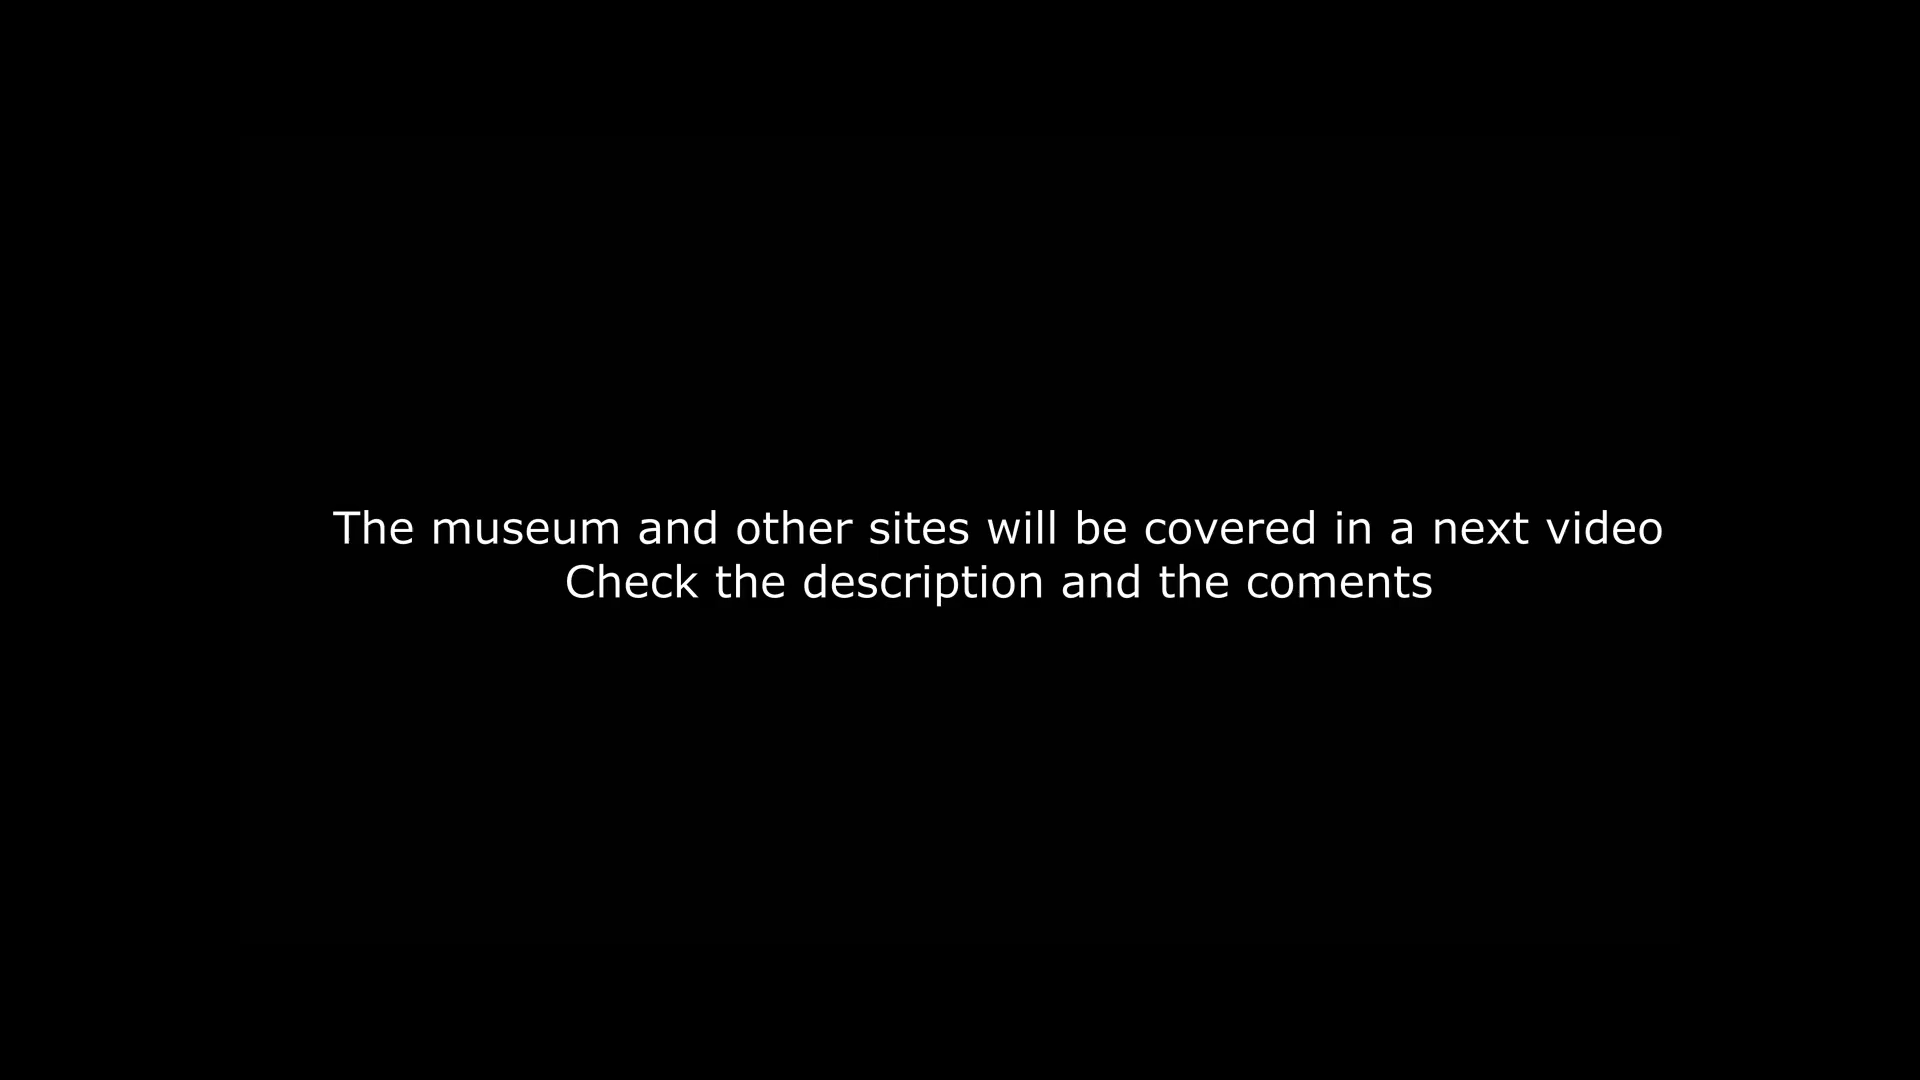 The museum and other sites will be covered in a next video
Check the description and the coments